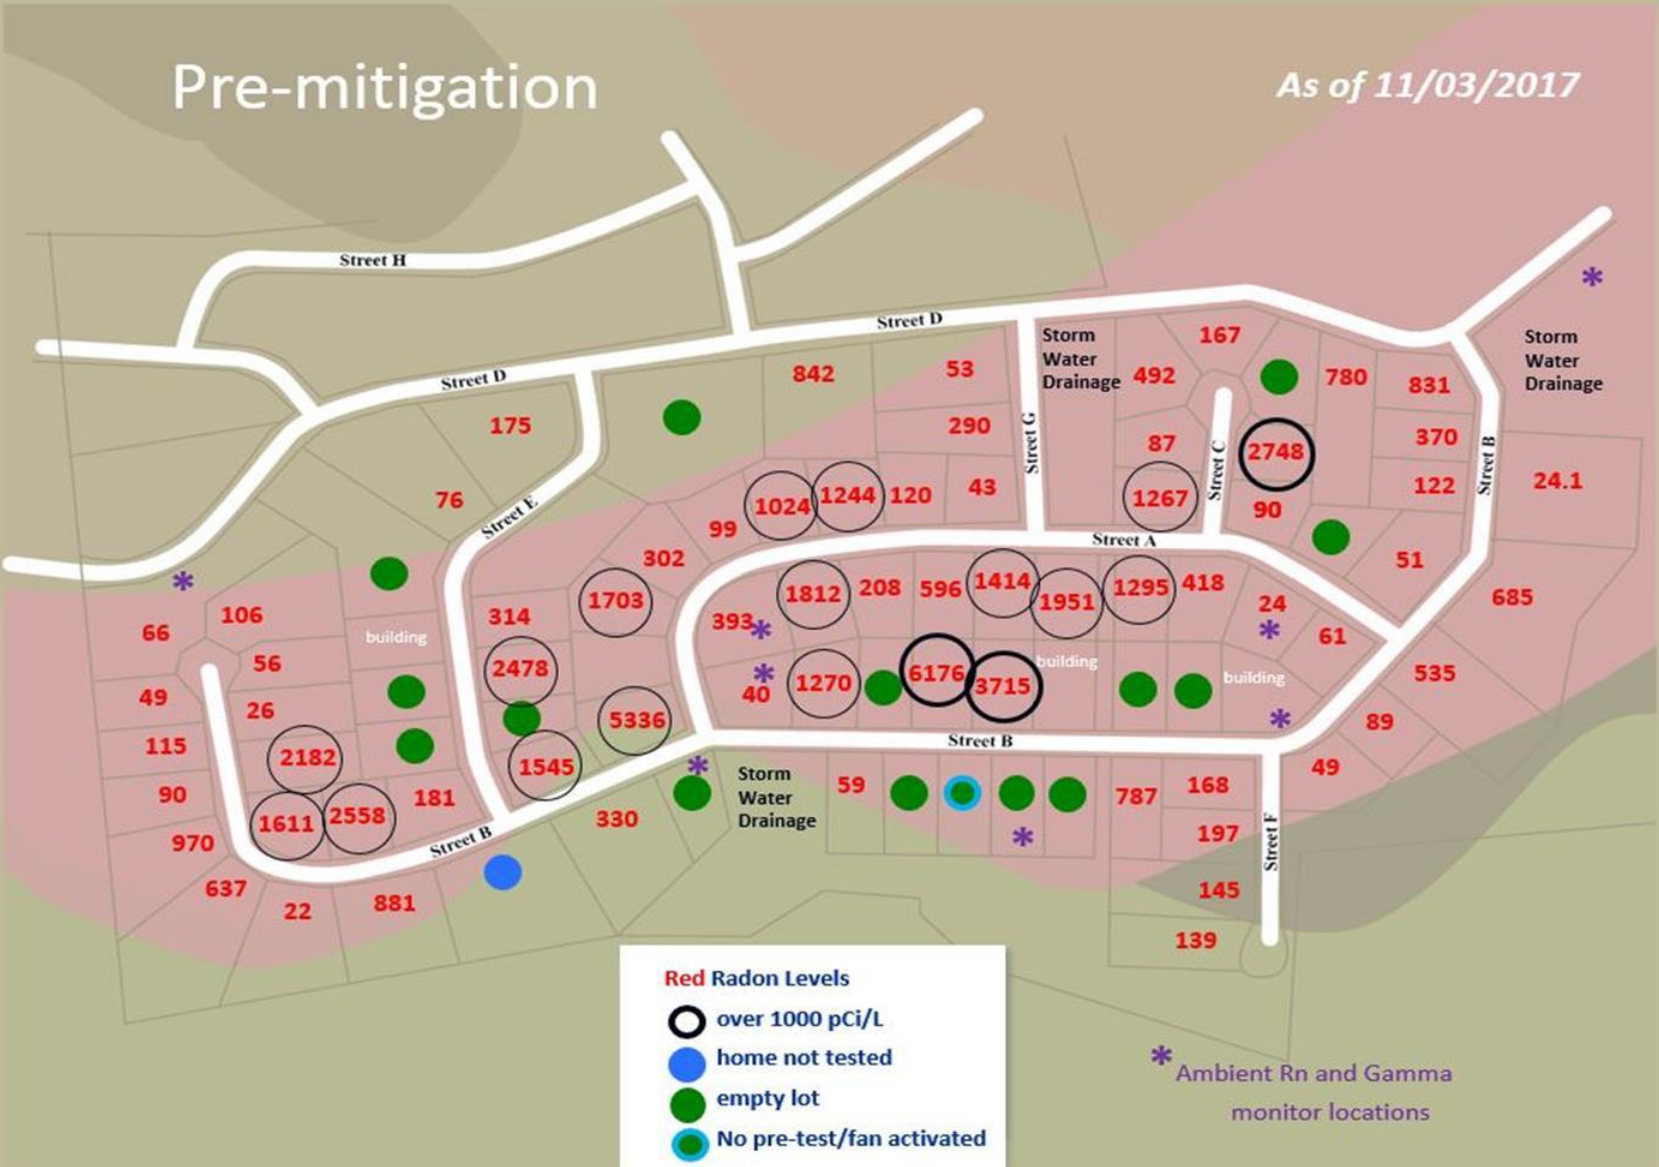 Pre-mitigation
As of 11/03/2017
Street H
Street D
Street D
Storm
Water
Drainage
167
Storm
Water
Drainage
842
53
492
780
831
175
290
Street G
87
Street C
2748
370
Street B
76
Street E
1024
1244
120
43
1267
90
122
24.1
99
Street A
302
51
106
66
building
314
1703
393
1812
208
596
1414
1951
1295
418
24
61
685
56
2478
49
26
40
1270
6176
3715
building
building
535
115
2182
5336
Street B
89
90
1611
2558
181
1545
330
Storm
Water
Drainage
59
787
168
49
970
Street B
197
Street F
637
22
881
145
139
Red Radon Levels
over 1000 pCi/L
home not tested
empty lot
No pre-test/fan activated
* Ambient Rn and Gamma
monitor locations